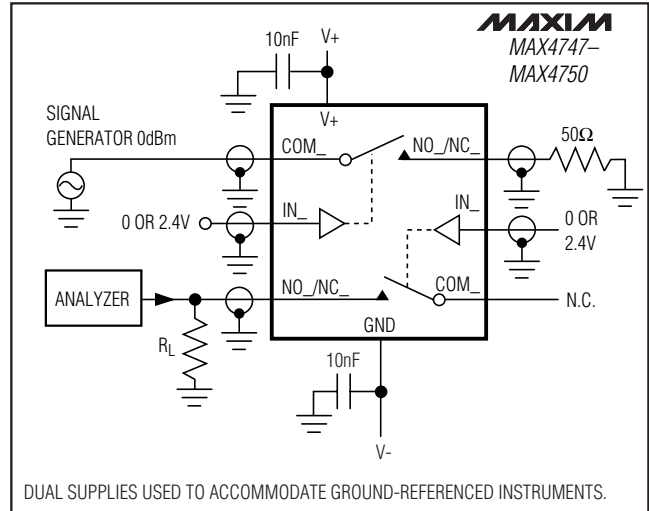 MAXIM
MAX4747–
MAX4750
10nF
V+
V+
SIGNAL
GENERATOR 0dBm
COM_
NO_/NC_
50Ω
IN_
0 OR 2.4V
IN_
0 OR
2.4V
ANALYZER
NO_/NC_
COM_
N.C.
GND
RL
10nF
V-
DUAL SUPPLIES USED TO ACCOMMODATE GROUND-REFERENCED INSTRUMENTS.